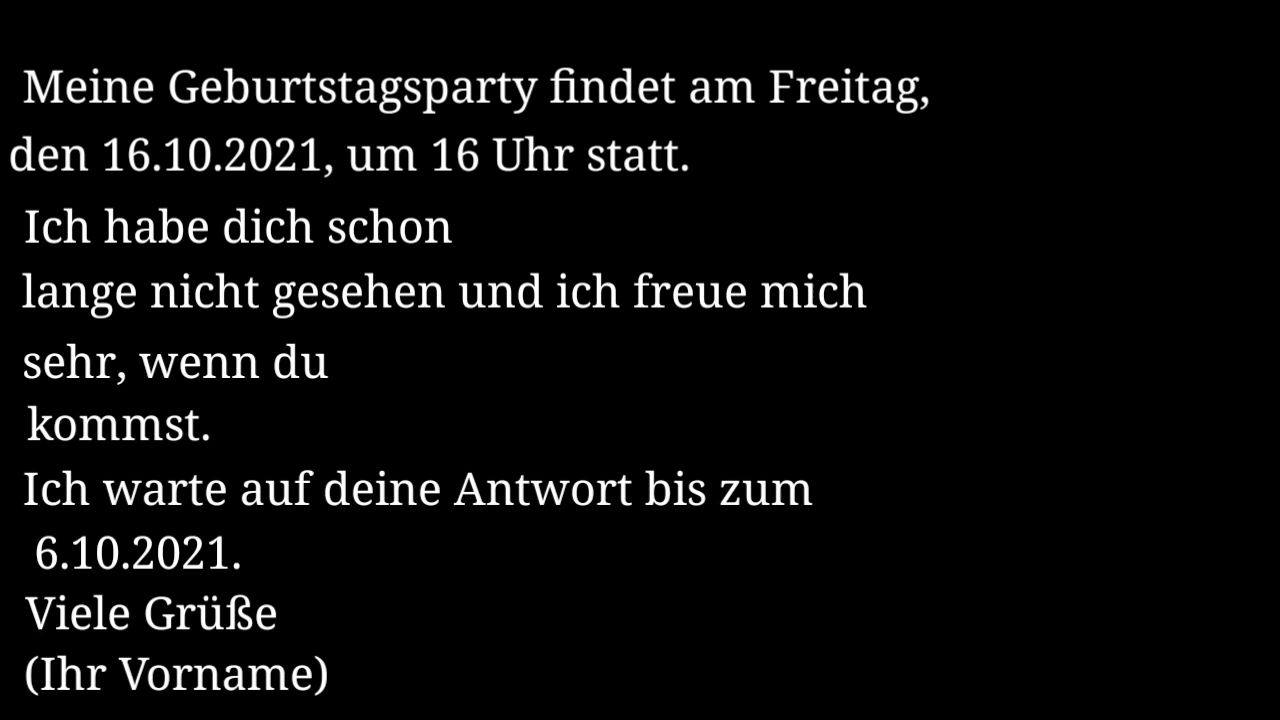 Meine Geburtstagsparty findet am Freitag,
den 16.10.2021, um 16 Uhr statt.
Ich habe dich schon
lange nicht gesehen und ich freue mich
sehr, wenn du
kommst.
Ich warte auf deine Antwort bis zum
6.10.2021.
Viele Grüße
(Ihr Vorname)